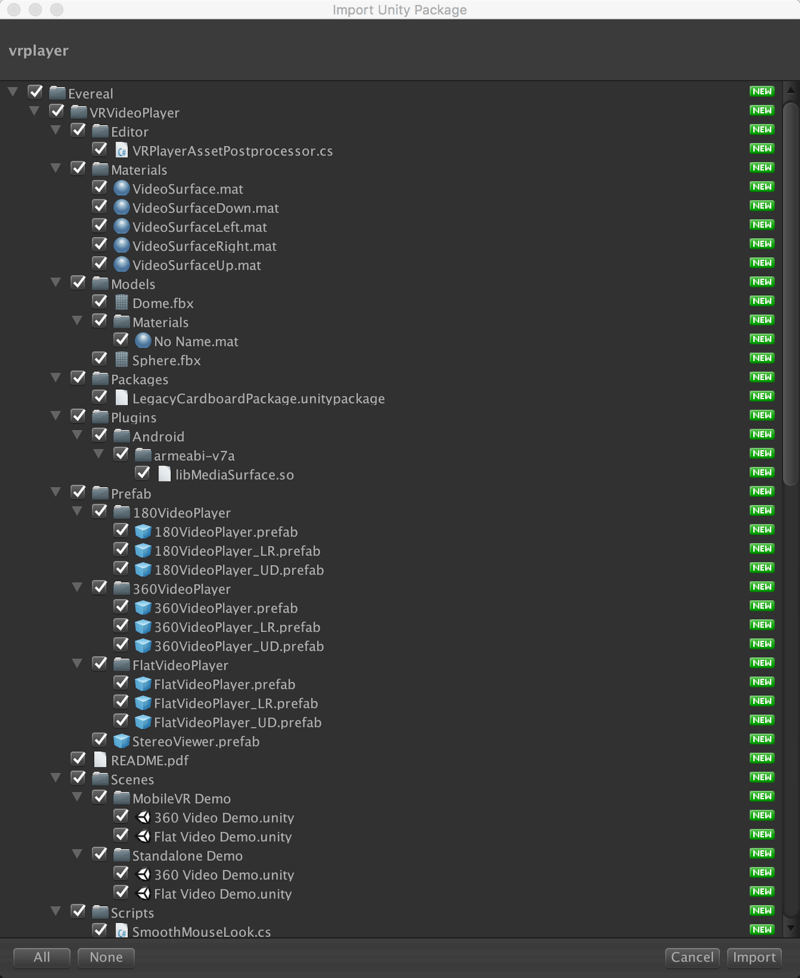 Import Unity Package
vrplayer
Evereal NEW
VRVideoPlayer NEW
Editor NEW
VRPlayerAssetPostprocessor.cs NEW
Materials NEW
VideoSurface.mat NEW
VideoSurfaceDown.mat NEW
VideoSurfaceLeft.mat NEW
VideoSurfaceRight.mat NEW
VideoSurfaceUp.mat NEW
Models NEW
Dome.fbx NEW
Materials NEW
No Name.mat NEW
Sphere.fbx NEW
Packages NEW
LegacyCardboardPackage.unitypackage NEW
Plugins NEW
Android NEW
armeabi-v7a NEW
libMediaSurface.so NEW
Prefab NEW
180VideoPlayer NEW
180VideoPlayer.prefab NEW
180VideoPlayer_LR.prefab NEW
180VideoPlayer_UD.prefab NEW
360VideoPlayer NEW
360VideoPlayer.prefab NEW
360VideoPlayer_LR.prefab NEW
360VideoPlayer_UD.prefab NEW
FlatVideoPlayer NEW
FlatVideoPlayer.prefab NEW
FlatVideoPlayer_LR.prefab NEW
FlatVideoPlayer_UD.prefab NEW
StereoViewer.prefab NEW
README.pdf NEW
Scenes NEW
MobileVR Demo NEW
360 Video Demo.unity NEW
Flat Video Demo.unity NEW
Standalone Demo NEW
360 Video Demo.unity NEW
Flat Video Demo.unity NEW
Scripts NEW
C# SmoothMouseLook.cs NEW
All None Cancel Import